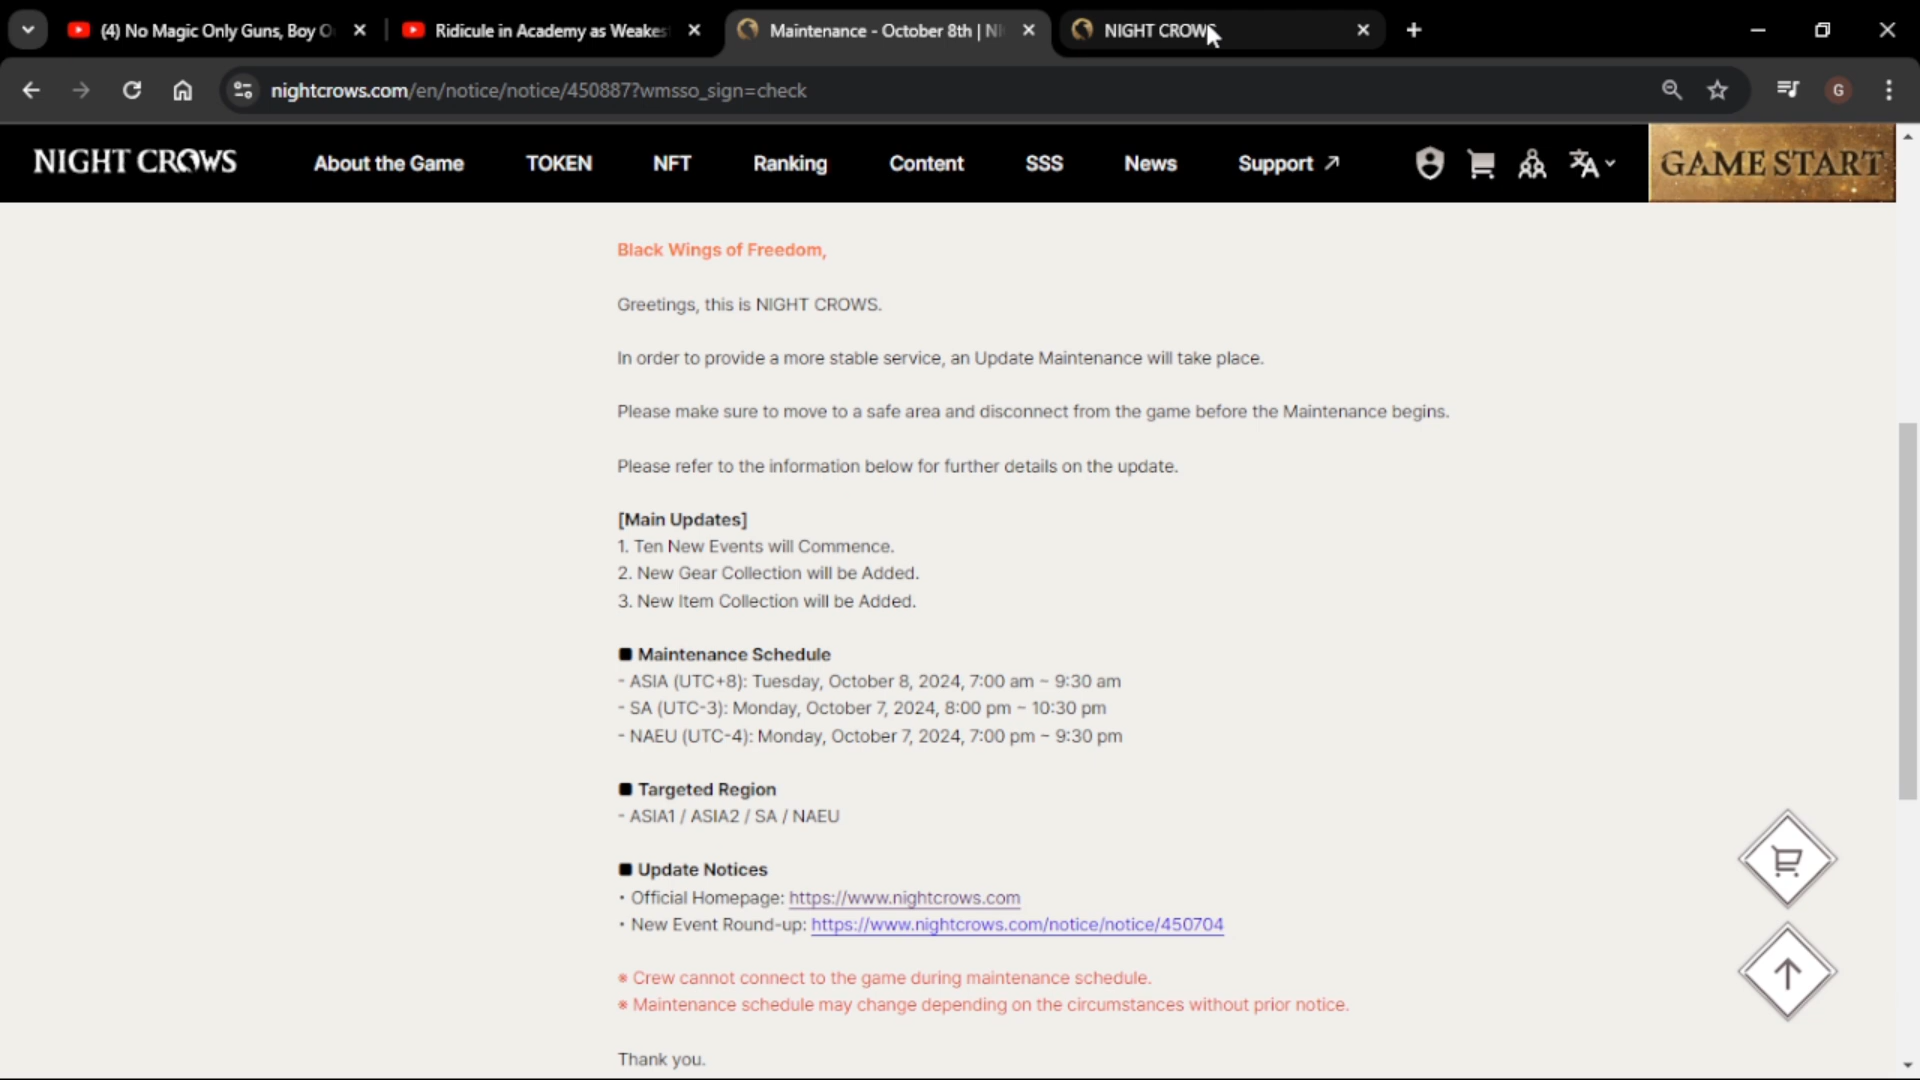 (4) No Magic Only Guns, Boy O
Ridicule in Academy as Weakes
Maintenance - October 8th | NI
NIGHT CROWS
nightcrows.com/en/notice/notice/450887?wmsso_sign=check
G
NIGHT CROWS
About the Game
TOKEN
NFT
Ranking
Content
SSS
News
Support ↗
GAME START
Black Wings of Freedom,
Greetings, this is NIGHT CROWS.
In order to provide a more stable service, an Update Maintenance will take place.
Please make sure to move to a safe area and disconnect from the game before the Maintenance begins.
Please refer to the information below for further details on the update.
[Main Updates]
1. Ten New Events will Commence.
2. New Gear Collection will be Added.
3. New Item Collection will be Added.
■ Maintenance Schedule
- ASIA (UTC+8): Tuesday, October 8, 2024, 7:00 am ~ 9:30 am
- SA (UTC-3): Monday, October 7, 2024, 8:00 pm ~ 10:30 pm
- NAEU (UTC-4): Monday, October 7, 2024, 7:00 pm ~ 9:30 pm
■ Targeted Region
- ASIA1 / ASIA2 / SA / NAEU
■ Update Notices
• Official Homepage: https://www.nightcrows.com
• New Event Round-up: https://www.nightcrows.com/notice/notice/450704
※ Crew cannot connect to the game during maintenance schedule.
※ Maintenance schedule may change depending on the circumstances without prior notice.
Thank you.